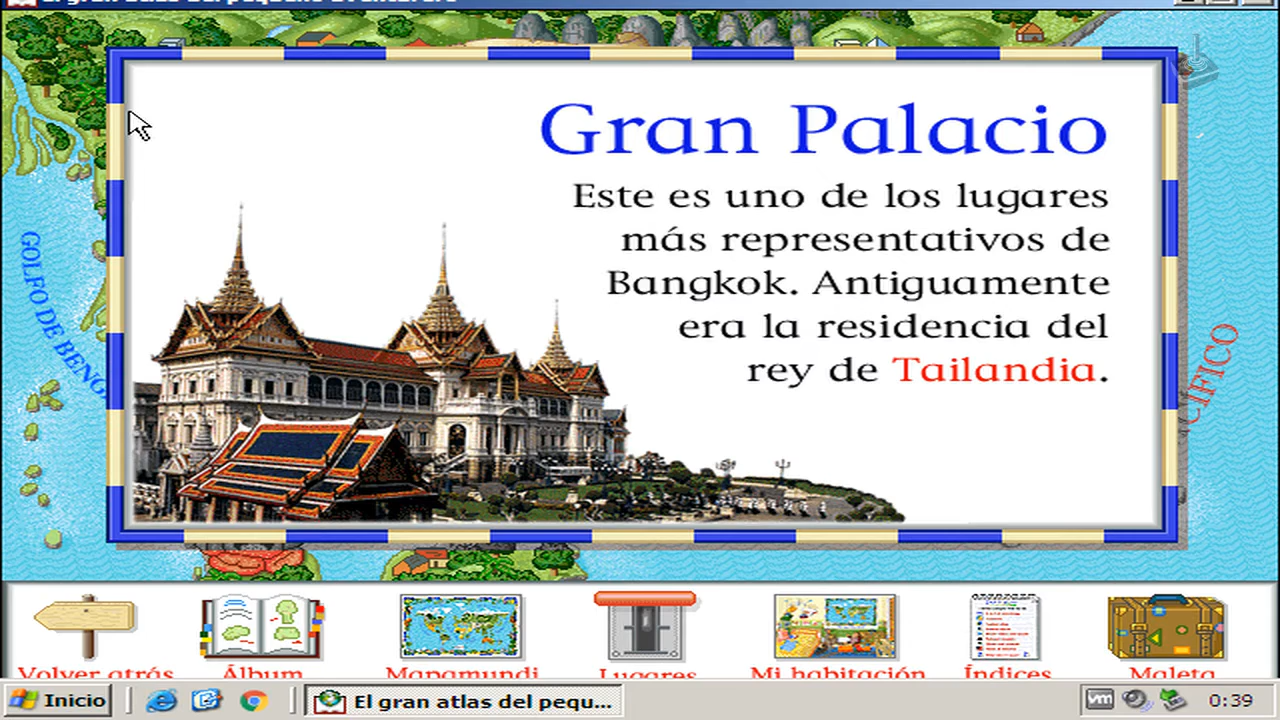 Gran Palacio
Este es uno de los lugares
más representativos de
Bangkok. Antiguamente
era la residencia del
rey de Tailandia.
GOLFO DE BENG
CÍFICO
Volver atrás Álbum Mapamundi Lugares Mi habitación Índices Maleta
Inicio El gran atlas del pequ... vm 0:39